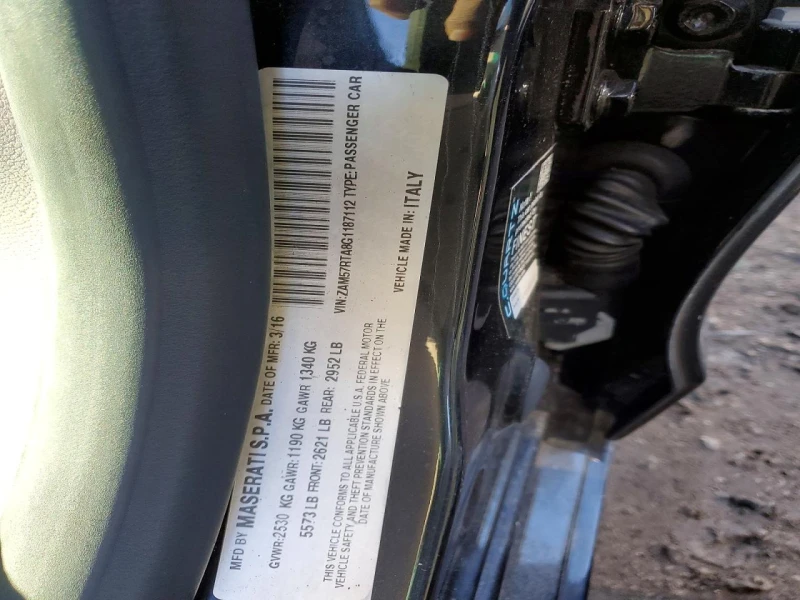 MFD BY MASERATI S.P.A. DATE OF MFR: 3/16
GVWR:2530 KG GAWR:1190 KG GAWR 1340 KG
5573 LB FRONT:2621 LB REAR: 2952 LB
THIS VEHICLE CONFORMS TO ALL APPLICABLE U.S.A. FEDERAL MOTOR
VEHICLE SAFETY AND THEFT PREVENTION STANDARDS IN EFFECT ON THE
DATE OF MANUFACTURE SHOWN ABOVE
VIN:ZAM57RTA8G1187112 TYPE:PASSENGER CAR
VEHICLE MADE IN: ITALY